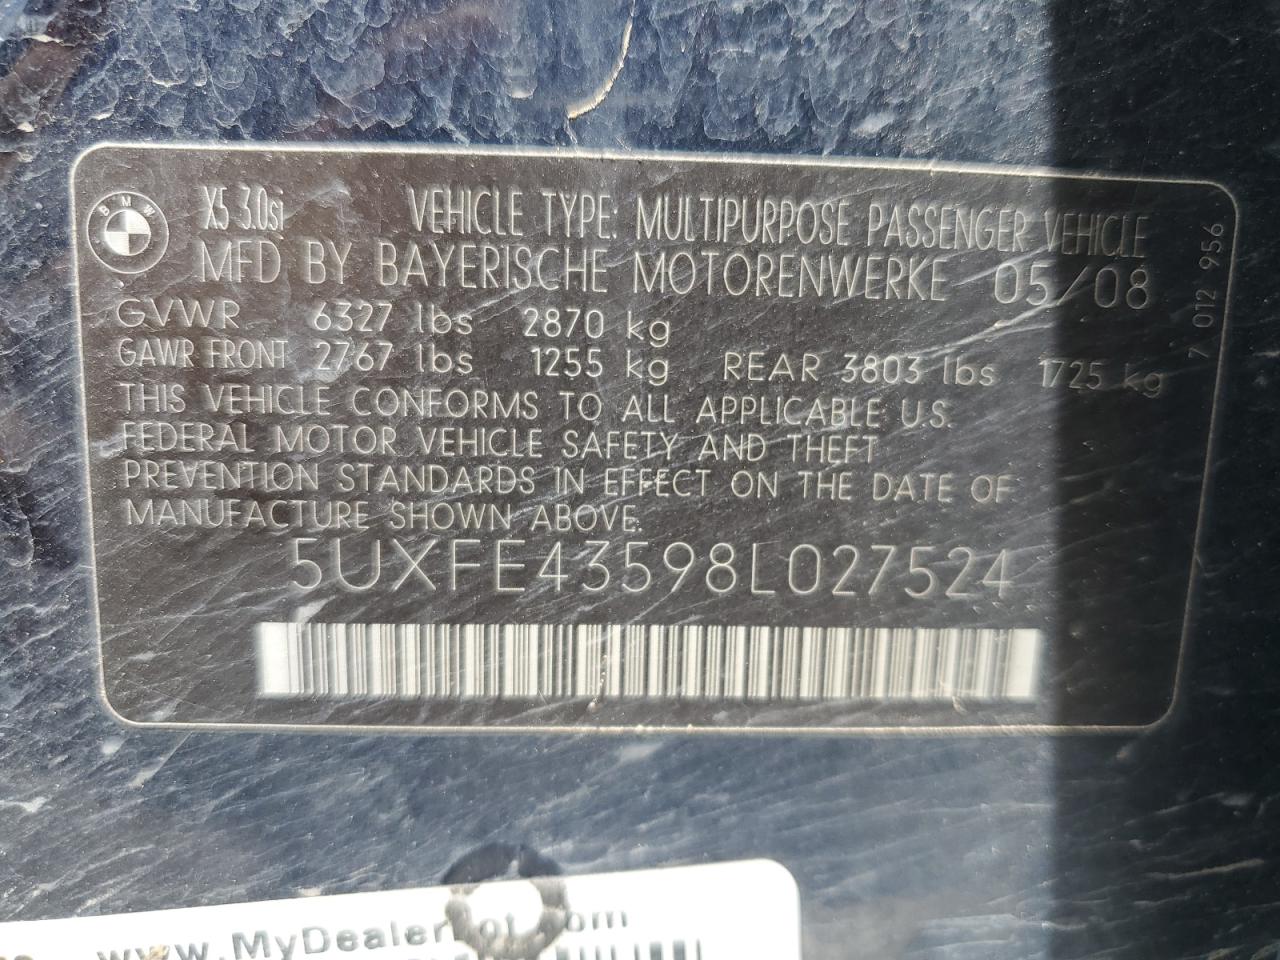 BMW
X5 3.0si VEHICLE TYPE: MULTIPURPOSE PASSENGER VEHICLE
MFD BY BAYERISCHE MOTORENWERKE 05/08
GVWR 6327 lbs 2870 kg
GAWR FRONT 2767 lbs 1255 kg REAR 3803 lbs 1725 kg
THIS VEHICLE CONFORMS TO ALL APPLICABLE U.S.
FEDERAL MOTOR VEHICLE SAFETY AND THEFT
PREVENTION STANDARDS IN EFFECT ON THE DATE OF
MANUFACTURE SHOWN ABOVE.
5UXFE43598L027524
7 012 956
www.MyDealerLot.com